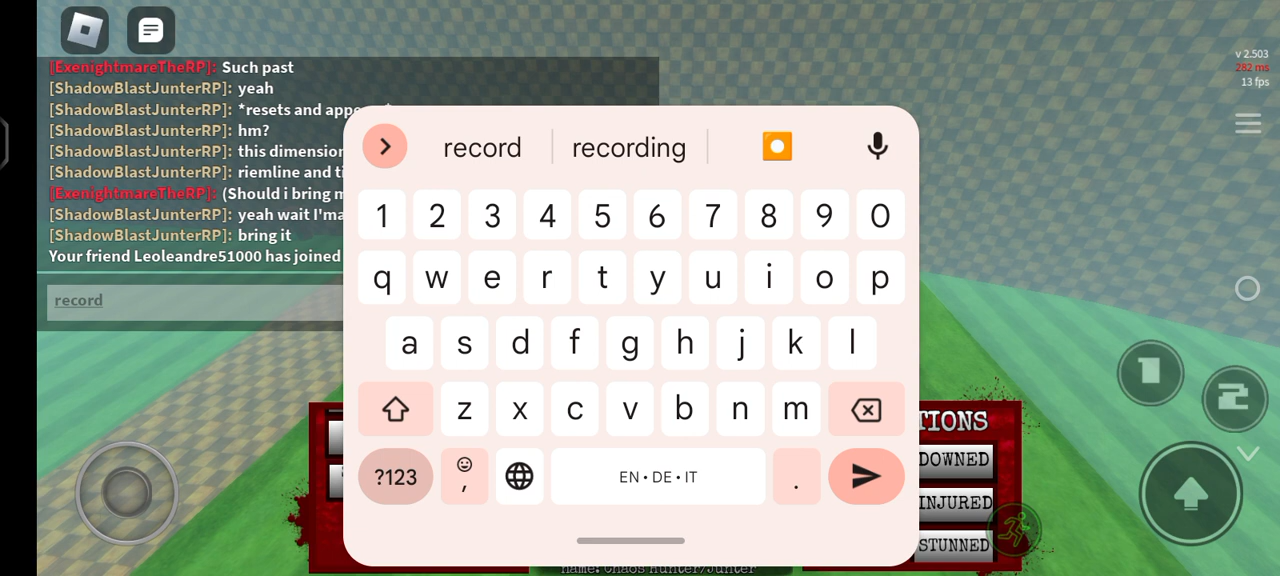 [ExenightmareTheRP]: Such past
[ShadowBlastJunterRP]: yeah
[ShadowBlastJunterRP]: *resets and appe
[ShadowBlastJunterRP]: hm?
[ShadowBlastJunterRP]: this dimension
[ShadowBlastJunterRP]: riemline and ti
[ExenightmareTheRP]: (Should i bring m
[ShadowBlastJunterRP]: yeah wait I'ma
[ShadowBlastJunterRP]: bring it
Your friend Leoleandre51000 has joined
record
v 2.503
282 ms
13 fps
record recording
1 2 3 4 5 6 7 8 9 0
q w e r t y u i o p
a s d f g h j k l
z x c v b n m
?123 , EN • DE • IT .
TIONS
DOWNED
INJURED
STUNNED
name: Chaos Hunter/Junter